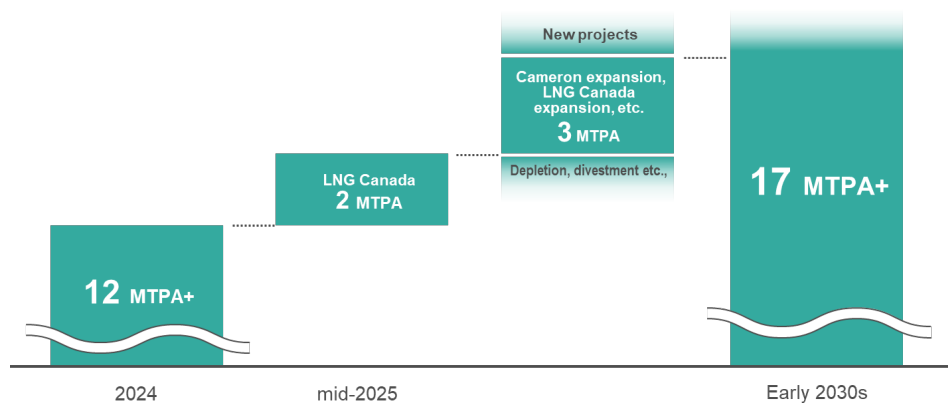 New projects
Cameron expansion,
LNG Canada
expansion, etc.
3 MTPA
Depletion, divestment etc.,
LNG Canada
2 MTPA
12 MTPA+
17 MTPA+
2024
mid-2025
Early 2030s